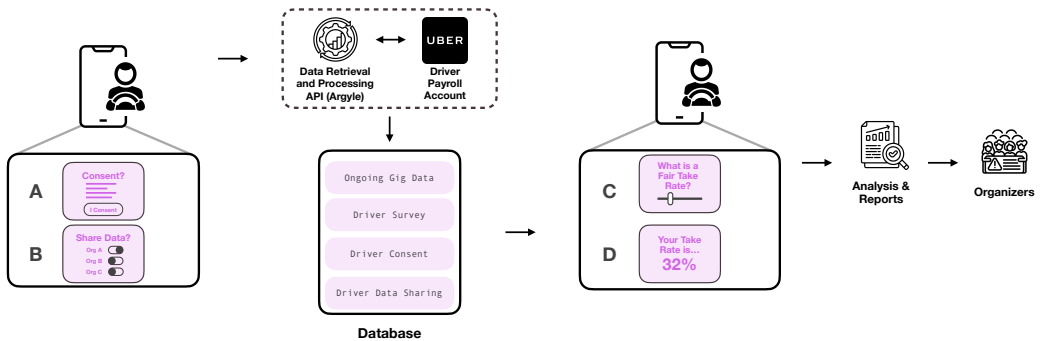 A
Consent?
I Consent
B
Share Data?
Org A
Org B
Org C
UBER
Data Retrieval
and Processing
API (Argyle)
Driver
Payroll
Account
Ongoing Gig Data
Driver Survey
Driver Consent
Driver Data Sharing
Database
C
What is a
Fair Take
Rate?
D
Your Take
Rate is...
32%
Analysis &
Reports
Organizers